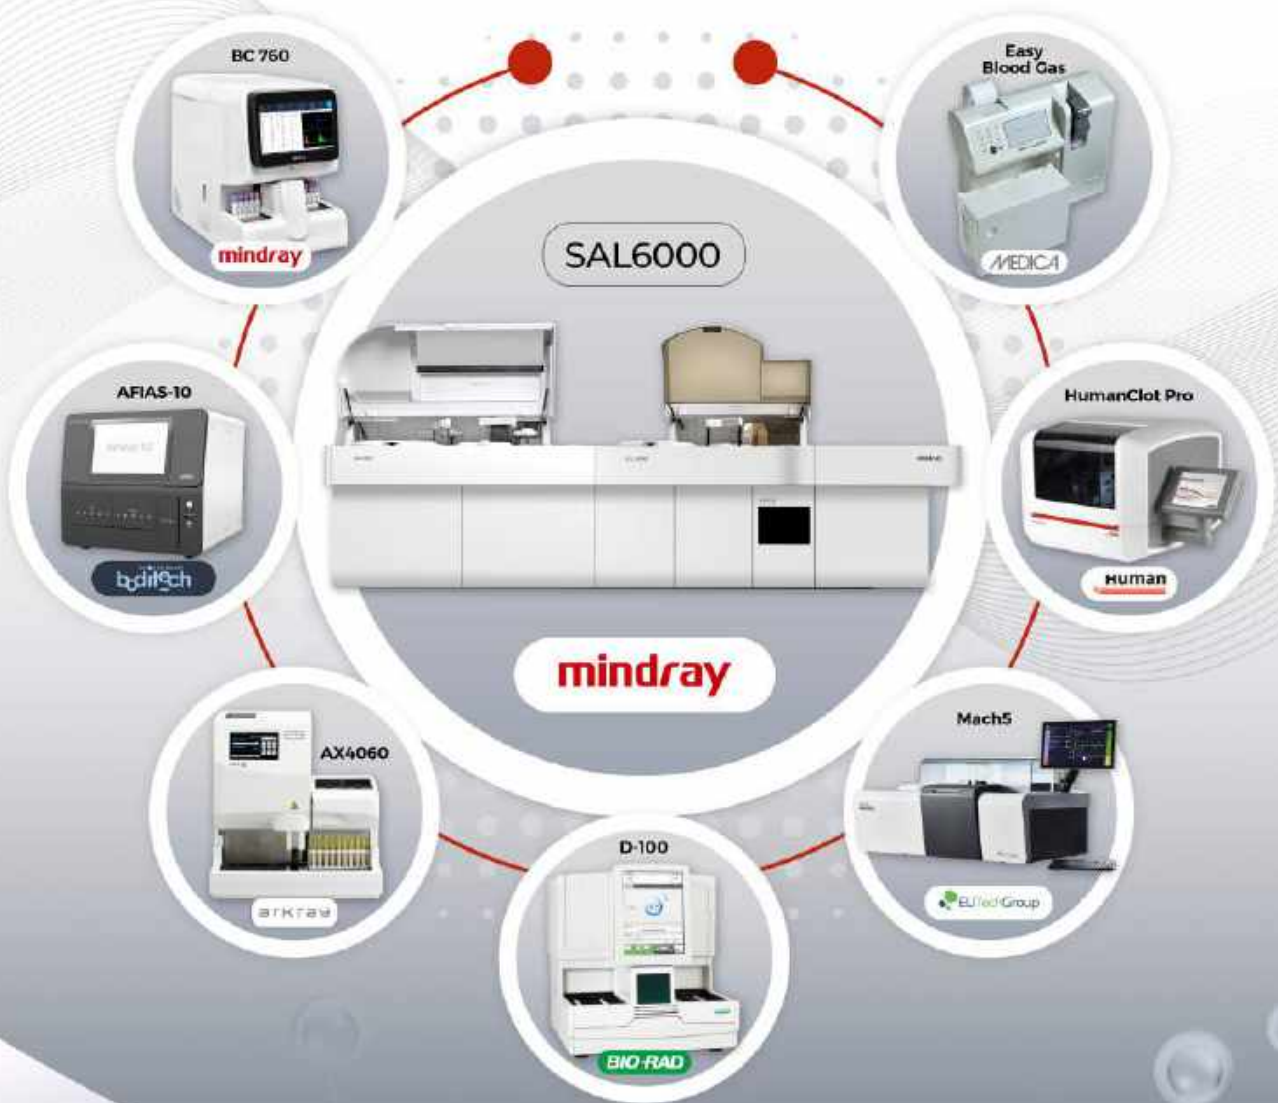 BC 760
mindray
Easy
Blood Gas
MEDICA
SAL6000
mindray
AFIAS-10
boditech
HumanClot Pro
Human
AX4060
arkray
Mach5
ELITechGroup
D-100
BIO-RAD